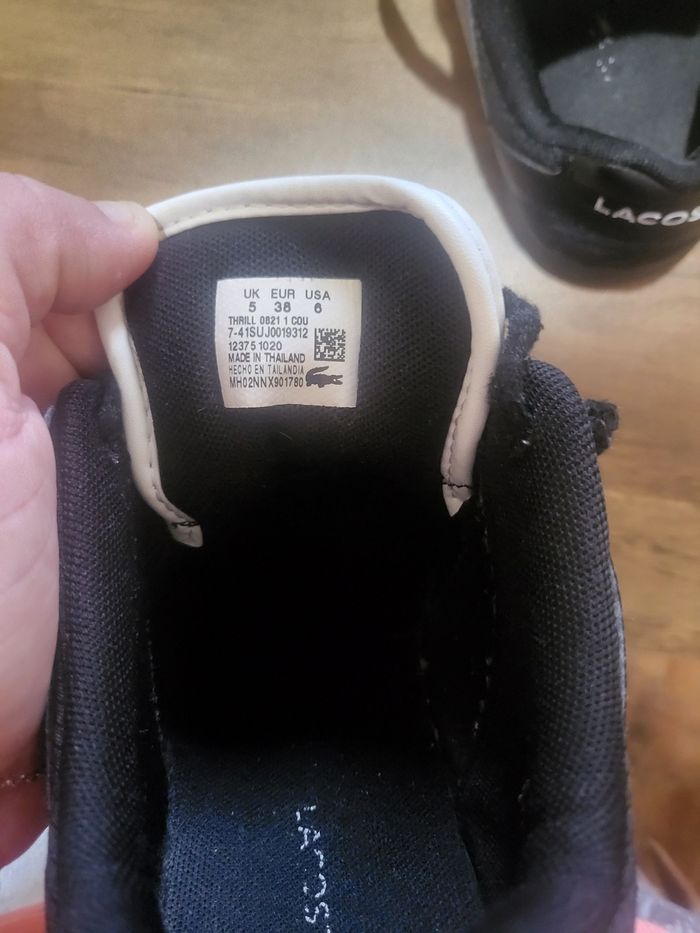 UK EUR USA
5 38 6
THRILL 0821 1 COU
7-41SUJ0019312
12375 1020
MADE IN THAILAND
HECHO EN TAILANDIA
MH02NNX901780
LACOS
LACOST